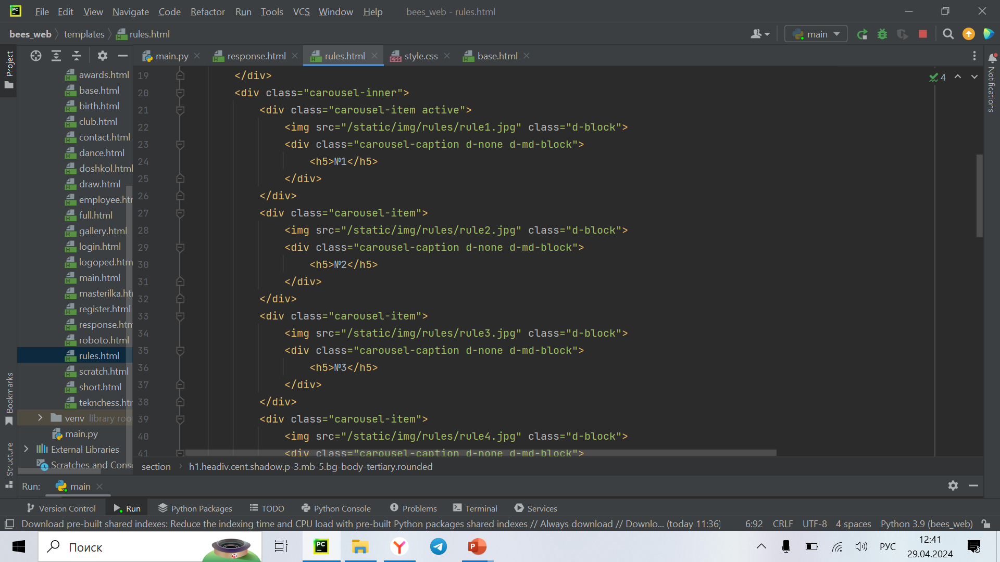 PC File Edit View Navigate Code Refactor Run Tools VCS Window Help bees_web - rules.html
bees_web templates rules.html main
main.py response.html rules.html style.css base.html
Project
Bookmarks
Structure
Notifications
awards.html
base.html
birth.html
club.html
contact.html
dance.html
doshkol.html
draw.html
employee.htr
full.html
gallery.html
login.html
logoped.htm
main.html
masterilka.htr
register.html
response.htm
roboto.html
rules.html
scratch.html
short.html
teknchess.htr
venv library roo
main.py
External Libraries
Scratches and Cons
4
19 </div>
20 <div class="carousel-inner">
21 <div class="carousel-item active">
22 <img src="/static/img/rules/rule1.jpg" class="d-block">
23 <div class="carousel-caption d-none d-md-block">
24 <h5>№1</h5>
25 </div>
26 </div>
27 <div class="carousel-item">
28 <img src="/static/img/rules/rule2.jpg" class="d-block">
29 <div class="carousel-caption d-none d-md-block">
30 <h5>№2</h5>
31 </div>
32 </div>
33 <div class="carousel-item">
34 <img src="/static/img/rules/rule3.jpg" class="d-block">
35 <div class="carousel-caption d-none d-md-block">
36 <h5>№3</h5>
37 </div>
38 </div>
39 <div class="carousel-item">
40 <img src="/static/img/rules/rule4.jpg" class="d-block">
41 <div class="carousel-caption d-none d-md-block">
section h1.headiv.cent.shadow.p-3.mb-5.bg-body-tertiary.rounded
Run: main
Version Control Run Python Packages TODO Python Console Problems Terminal Services
Download pre-built shared indexes: Reduce the indexing time and CPU load with pre-built Python packages shared indexes // Always download // Downlo... (today 11:36) 6:92 CRLF UTF-8 4 spaces Python 3.9 (bees_web)
Поиск
РУС
12:41
29.04.2024